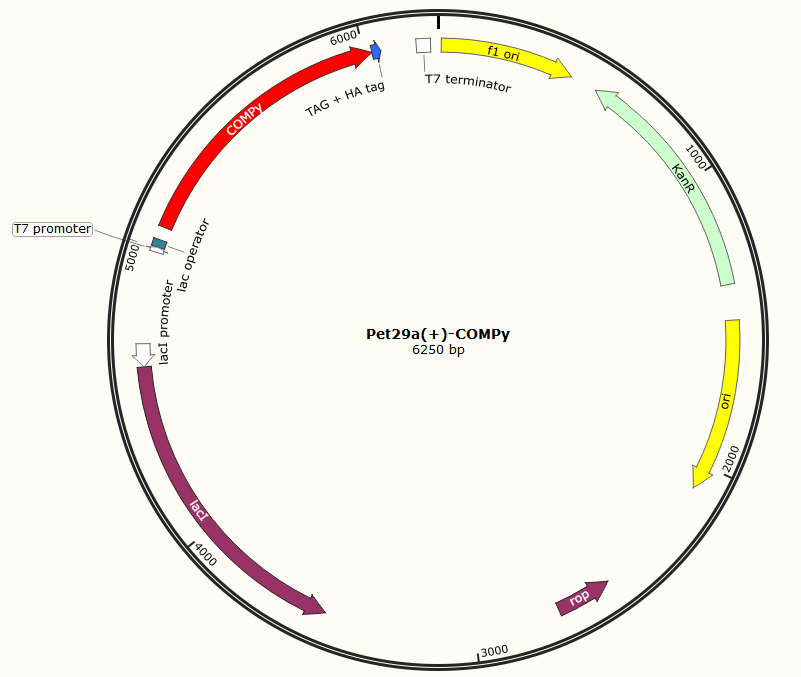 6000
f1 ori
T7 terminator
TAG + HA tag
COMPy
1000
KanR
T7 promoter
lac operator
5000
lacI promoter
Pet29a(+)-COMPy
6250 bp
ori
2000
lacI
4000
rop
3000